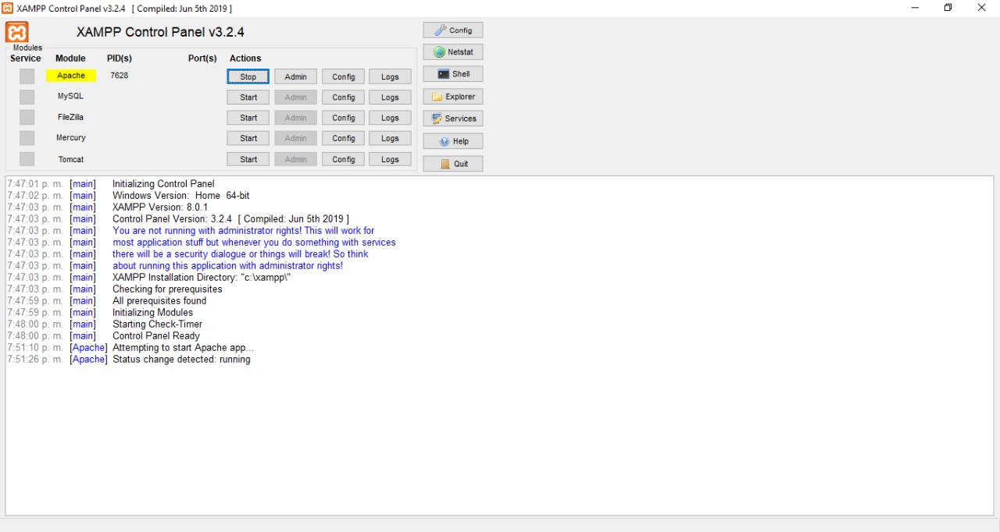 XAMPP Control Panel v3.2.4 [ Compiled: Jun 5th 2019 ]
XAMPP Control Panel v3.2.4
Config
Modules
Service Module PID(s) Port(s) Actions
Netstat
Apache 7628 Stop Admin Config Logs
Shell
MySQL Start Admin Config Logs
Explorer
FileZilla Start Admin Config Logs
Services
Mercury Start Admin Config Logs
Help
Tomcat Start Admin Config Logs
Quit
7:47:01 p. m. [main] Initializing Control Panel
7:47:02 p. m. [main] Windows Version: Home 64-bit
7:47:03 p. m. [main] XAMPP Version: 8.0.1
7:47:03 p. m. [main] Control Panel Version: 3.2.4 [ Compiled: Jun 5th 2019 ]
7:47:03 p. m. [main] You are not running with administrator rights! This will work for
7:47:03 p. m. [main] most application stuff but whenever you do something with services
7:47:03 p. m. [main] there will be a security dialogue or things will break! So think
7:47:03 p. m. [main] about running this application with administrator rights!
7:47:03 p. m. [main] XAMPP Installation Directory: "c:\xampp\"
7:47:03 p. m. [main] Checking for prerequisites
7:47:59 p. m. [main] All prerequisites found
7:47:59 p. m. [main] Initializing Modules
7:48:00 p. m. [main] Starting Check-Timer
7:48:00 p. m. [main] Control Panel Ready
7:51:10 p. m. [Apache] Attempting to start Apache app...
7:51:26 p. m. [Apache] Status change detected: running